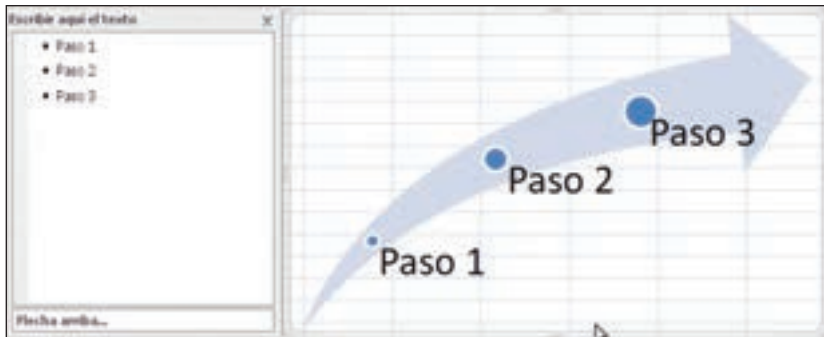 Escribir aquí el texto
x
Paso 1
Paso 2
Paso 3
Flecha arriba...
Paso 3
Paso 2
Paso 1